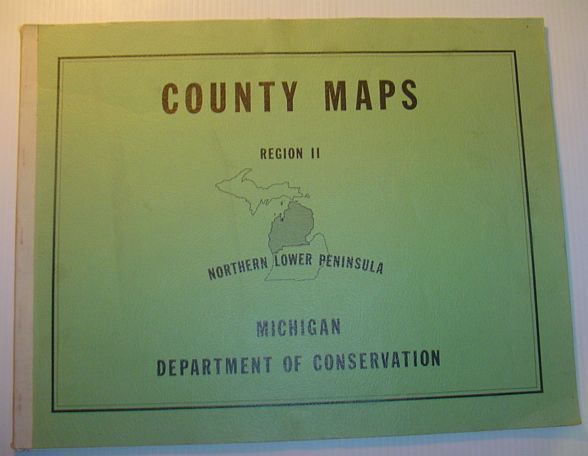 COUNTY MAPS
REGION II
NORTHERN LOWER PENINSULA
MICHIGAN
DEPARTMENT OF CONSERVATION